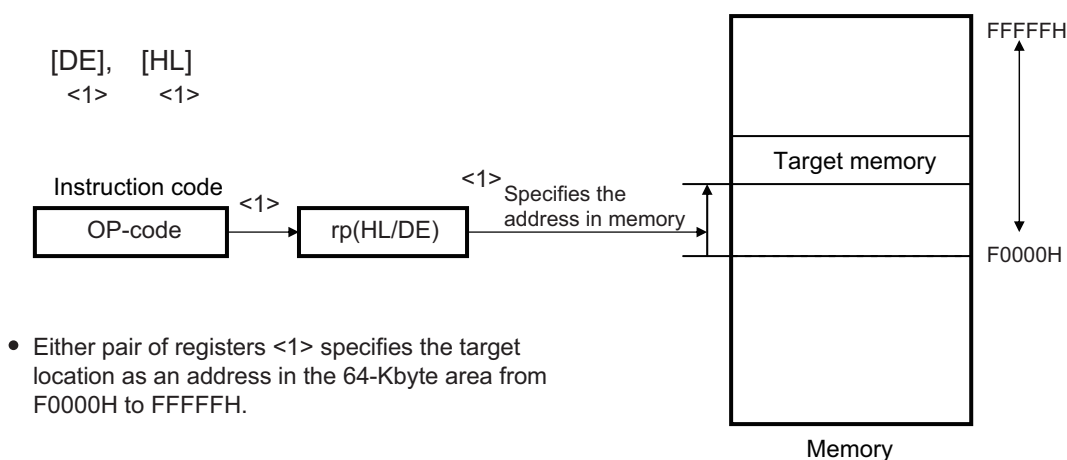 [DE], [HL]
<1> <1>
Instruction code
OP-code
<1>
rp(HL/DE)
<1>
Specifies the
address in memory
Target memory
FFFFFH
F0000H
Memory
• Either pair of registers <1> specifies the target
location as an address in the 64-Kbyte area from
F0000H to FFFFFH.